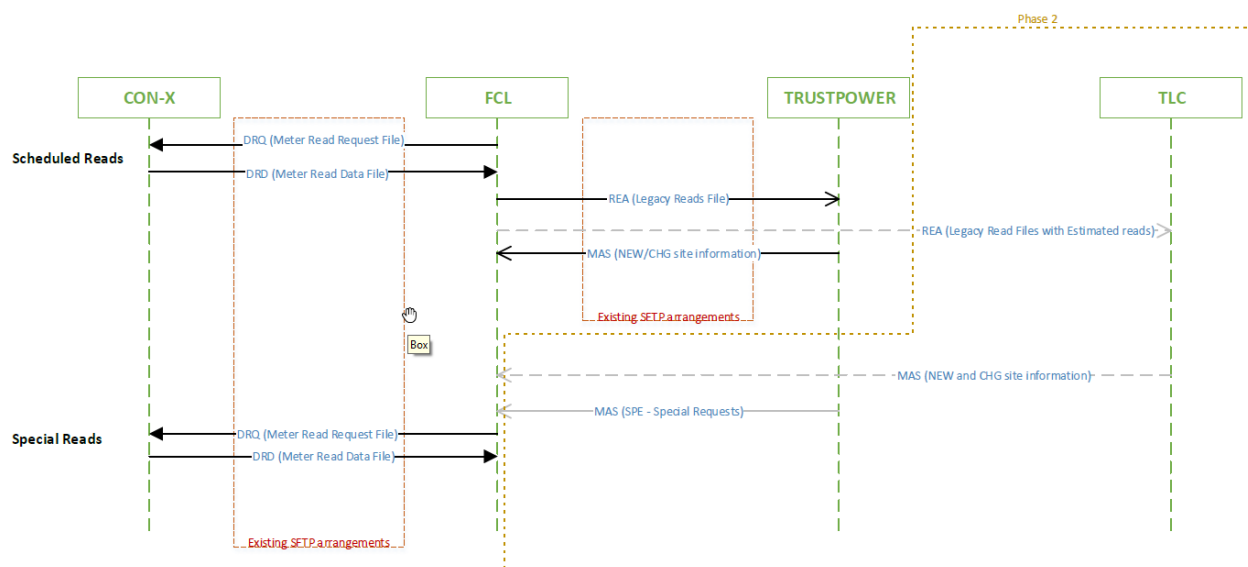 Phase 2
CON-X
FCL
TRUSTPOWER
TLC
Scheduled Reads
DRQ (Meter Read Request File)
DRD (Meter Read Data File)
REA (Legacy Reads File)
REA (Legacy Read Files with Estimated reads)
MAS (NEW/CHG site information)
Existing SFTP arrangements
Box
MAS (NEW and CHG site information)
MAS (SPE - Special Requests)
Special Reads
DRQ (Meter Read Request File)
DRD (Meter Read Data File)
Existing SFTP arrangements